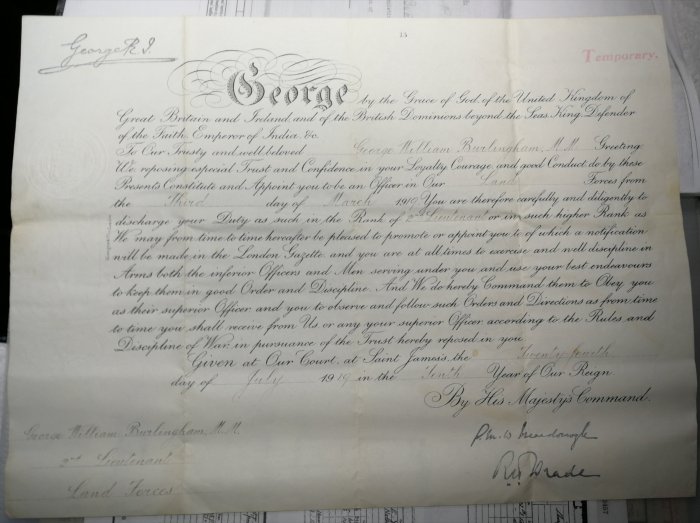 15
George R. I.
Temporary.
George by the Grace of God, of the United Kingdom of
Great Britain and Ireland, and of the British Dominions beyond the Seas, King, Defender
of the Faith, Emperor of India, &c.
To Our Trusty and well beloved George William Burlingham, M.M. Greeting
We, reposing especial Trust and Confidence in your Loyalty, Courage, and good Conduct, do by these
Presents Constitute and Appoint you to be an Officer in Our Land Forces from
the Third day of March 1919 You are therefore carefully and diligently to
discharge your Duty as such in the Rank of 2nd Lieutenant or in such higher Rank as
We may from time to time hereafter be pleased to promote or appoint you to, of which a notification
will be made in the London Gazette, and you are at all times to exercise and well discipline in
Arms both the inferior Officers and Men serving under you and use your best endeavours
to keep them in good Order and Discipline. And We do hereby Command them to Obey you
as their superior Officer and you to observe and follow such Orders and Directions as from time
to time you shall receive from Us, or any your superior Officer, according to the Rules and
Discipline of War, in pursuance of the Trust hereby reposed in you.
Given at Our Court, at Saint James's, the Twenty fourth
day of July 1919 in the Tenth Year of Our Reign
By His Majesty's Command.
George William Burlingham, M.M.
2nd Lieutenant
Land Forces